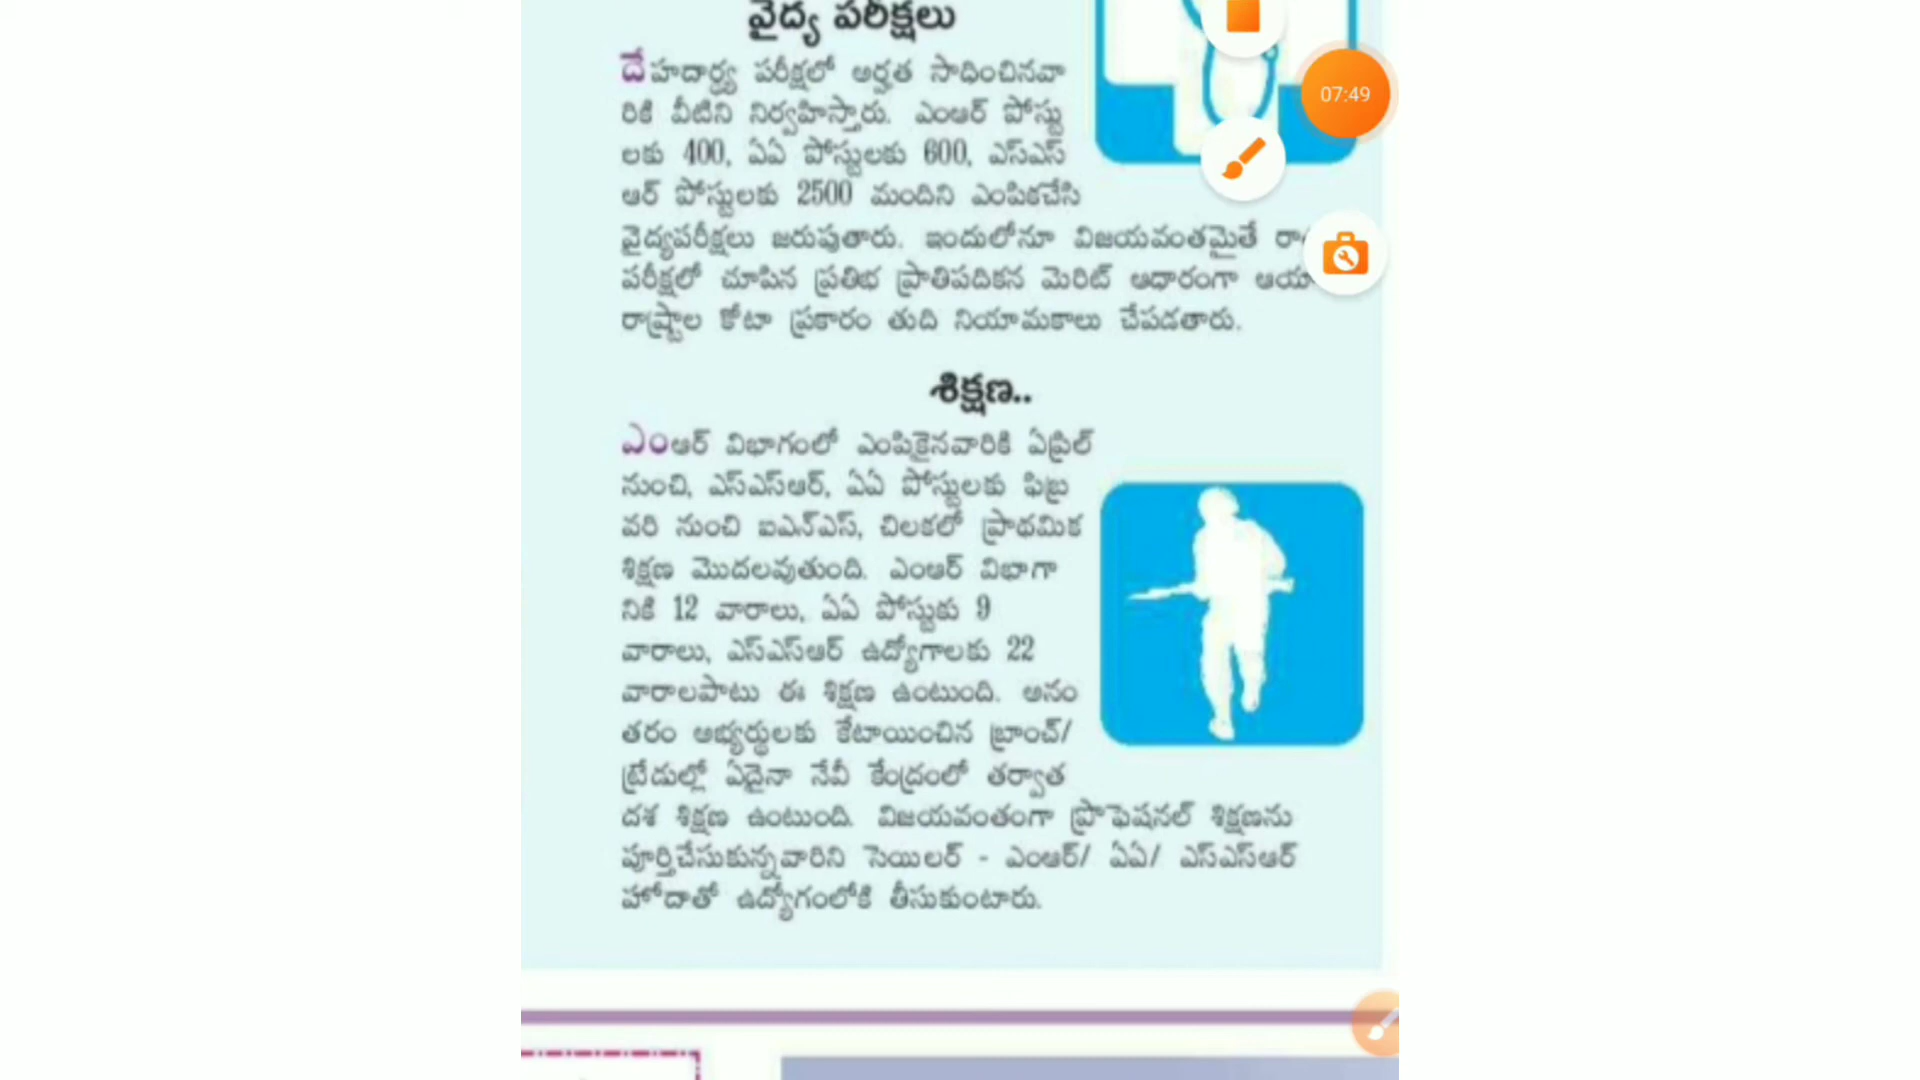 వైద్య పరీక్షలు
దేహదార్ఢ్య పరీక్షలో అర్హత సాధించినవా
రికి వీటిని నిర్వహిస్తారు. ఎంఆర్ పోస్టు
లకు 400, ఏఏ పోస్టులకు 600, ఎస్ఎస్
ఆర్ పోస్టులకు 2500 మందిని ఎంపికచేసి
వైద్యపరీక్షలు జరుపుతారు. ఇందులోనూ విజయవంతమైతే
పరీక్షలో చూపిన ప్రతిభ ప్రాతిపదికన మెరిట్ ఆధారంగా ఆయా
రాష్ట్రాల కోటా ప్రకారం తుది నియామకాలు చేపడతారు.
శిక్షణ..
ఎంఆర్ విభాగంలో ఎంపికైనవారికి ఏప్రిల్
నుంచి, ఎస్ఎస్ఆర్, ఏఏ పోస్టులకు ఫిబ్ర
వరి నుంచి ఐఎన్ఎస్, చిలకలో ప్రాథమిక
శిక్షణ మొదలవుతుంది. ఎంఆర్ విభాగా
నికి 12 వారాలు, ఏఏ పోస్టుకు 9
వారాలు, ఎస్ఎస్ఆర్ ఉద్యోగాలకు 22
వారాలపాటు ఈ శిక్షణ ఉంటుంది. అనం
తరం అభ్యర్థులకు కేటాయించిన బ్రాంచ్/
ట్రేడుల్లో ఏదైనా నేవీ కేంద్రంలో తర్వాత
దశ శిక్షణ ఉంటుంది. విజయవంతంగా ప్రొఫెషనల్ శిక్షణను
పూర్తిచేసుకున్నవారిని సెయిలర్ - ఎంఆర్/ ఏఏ/ ఎస్ఎస్ఆర్
హోదాతో ఉద్యోగంలోకి తీసుకుంటారు.
07:49